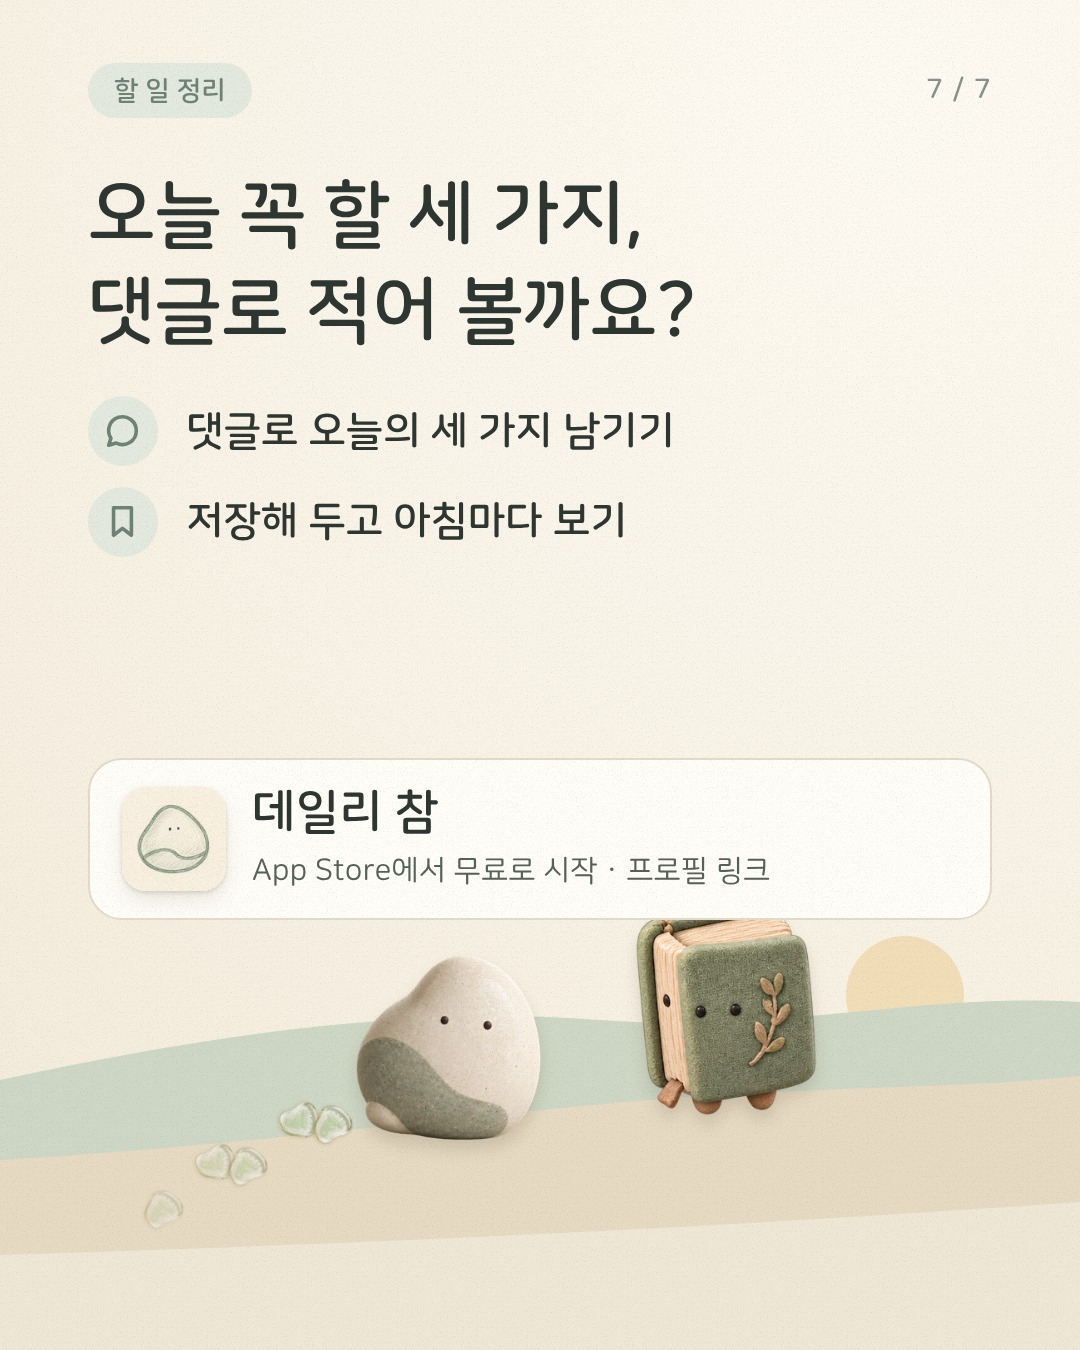 할 일 정리
7 / 7
오늘 꼭 할 세 가지,
댓글로 적어 볼까요?
댓글로 오늘의 세 가지 남기기
저장해 두고 아침마다 보기
데일리 참
App Store에서 무료로 시작 · 프로필 링크